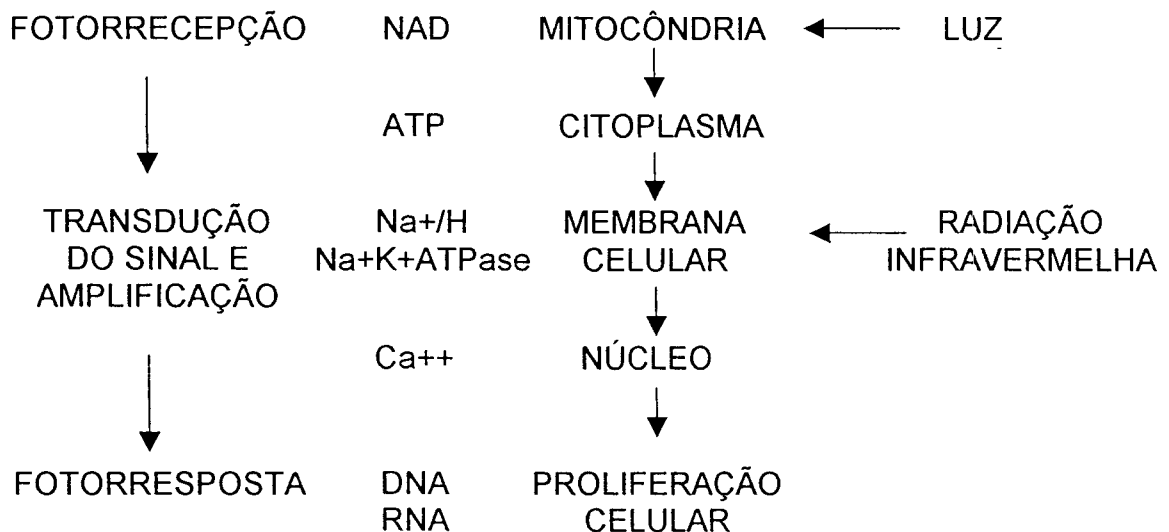 FOTORRECEPÇÃO NAD MITOCÔNDRIA LUZ
ATP CITOPLASMA
TRANSDUÇÃO Na+/H MEMBRANA RADIAÇÃO
DO SINAL E Na+K+ATPase CELULAR INFRAVERMELHA
AMPLIFICAÇÃO
Ca++ NÚCLEO
FOTORRESPOSTA DNA PROLIFERAÇÃO
RNA CELULAR